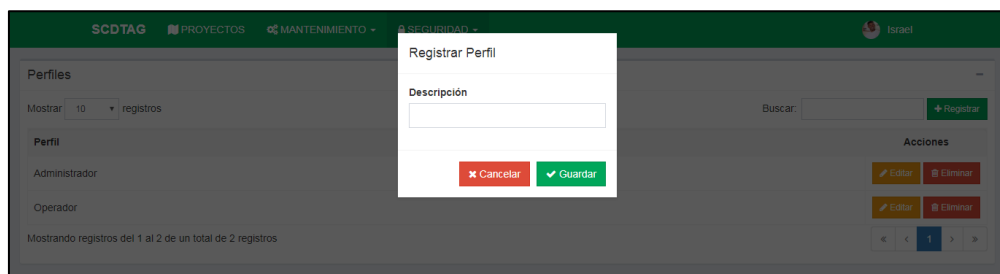 SCDTAG PROYECTOS MANTENIMIENTO SEGURIDAD Israel
Registrar Perfil
Perfiles
Descripción
Mostrar 10 registros Buscar: Registrar
Perfil Acciones
Administrador Editar Eliminar
Cancelar Guardar
Operador Editar Eliminar
Mostrando registros del 1 al 2 de un total de 2 registros « < 1 > »